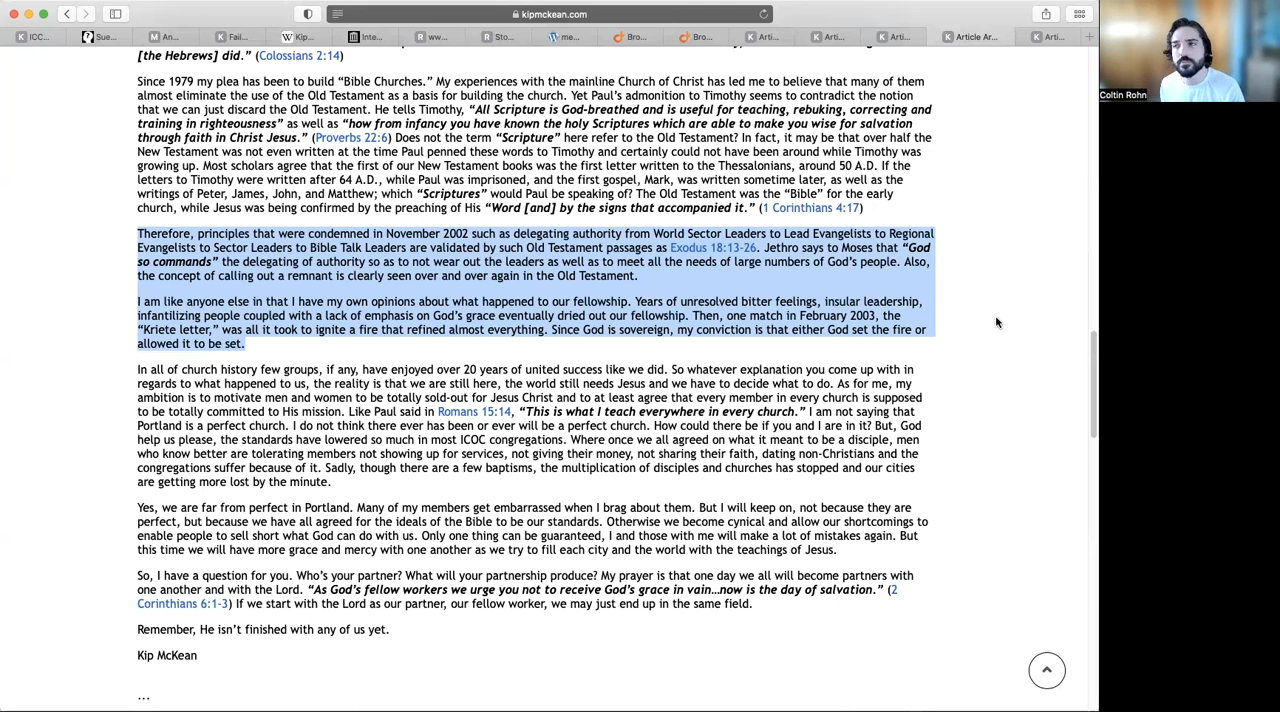 kipmckean.com
ICC...
Sue...
An...
Fail...
Kip...
Inte...
ww...
Sto...
me...
Bro...
Bro...
Arti...
Arti...
Arti...
Article Ar...
Arti...
Coltin Rohn
[the Hebrews] did.” (Colossians 2:14)
Since 1979 my plea has been to build “Bible Churches.” My experiences with the mainline Church of Christ has led me to believe that many of them
almost eliminate the use of the Old Testament as a basis for building the church. Yet Paul’s admonition to Timothy seems to contradict the notion
that we can just discard the Old Testament. He tells Timothy, “All Scripture is God-breathed and is useful for teaching, rebuking, correcting and
training in righteousness” as well as “how from infancy you have known the holy Scriptures which are able to make you wise for salvation
through faith in Christ Jesus.” (Proverbs 22:6) Does not the term “Scripture” here refer to the Old Testament? In fact, it may be that over half the
New Testament was not even written at the time Paul penned these words to Timothy and certainly could not have been around while Timothy was
growing up. Most scholars agree that the first of our New Testament books was the first letter written to the Thessalonians, around 50 A.D. If the
letters to Timothy were written after 64 A.D., while Paul was imprisoned, and the first gospel, Mark, was written sometime later, as well as the
writings of Peter, James, John, and Matthew; which “Scriptures” would Paul be speaking of? The Old Testament was the “Bible” for the early
church, while Jesus was being confirmed by the preaching of His “Word [and] by the signs that accompanied it.” (1 Corinthians 4:17)
Therefore, principles that were condemned in November 2002 such as delegating authority from World Sector Leaders to Lead Evangelists to Regional
Evangelists to Sector Leaders to Bible Talk Leaders are validated by such Old Testament passages as Exodus 18:13-26. Jethro says to Moses that “God
so commands” the delegating of authority so as to not wear out the leaders as well as to meet all the needs of large numbers of God’s people. Also,
the concept of calling out a remnant is clearly seen over and over again in the Old Testament.
I am like anyone else in that I have my own opinions about what happened to our fellowship. Years of unresolved bitter feelings, insular leadership,
infantilizing people coupled with a lack of emphasis on God’s grace eventually dried out our fellowship. Then, one match in February 2003, the
“Kriete letter,” was all it took to ignite a fire that refined almost everything. Since God is sovereign, my conviction is that either God set the fire or
allowed it to be set.
In all of church history few groups, if any, have enjoyed over 20 years of united success like we did. So whatever explanation you come up with in
regards to what happened to us, the reality is that we are still here, the world still needs Jesus and we have to decide what to do. As for me, my
ambition is to motivate men and women to be totally sold-out for Jesus Christ and to at least agree that every member in every church is supposed
to be totally committed to His mission. Like Paul said in Romans 15:14, “This is what I teach everywhere in every church.” I am not saying that
Portland is a perfect church. I do not think there ever has been or ever will be a perfect church. How could there be if you and I are in it? But, God
help us please, the standards have lowered so much in most ICOC congregations. Where once we all agreed on what it meant to be a disciple, men
who know better are tolerating members not showing up for services, not giving their money, not sharing their faith, dating non-Christians and the
congregations suffer because of it. Sadly, though there are a few baptisms, the multiplication of disciples and churches has stopped and our cities
are getting more lost by the minute.
Yes, we are far from perfect in Portland. Many of my members get embarrassed when I brag about them. But I will keep on, not because they are
perfect, but because we have all agreed for the ideals of the Bible to be our standards. Otherwise we become cynical and allow our shortcomings to
enable people to sell short what God can do with us. Only one thing can be guaranteed, I and those with me will make a lot of mistakes again. But
this time we will have more grace and mercy with one another as we try to fill each city and the world with the teachings of Jesus.
So, I have a question for you. Who’s your partner? What will your partnership produce? My prayer is that one day we all will become partners with
one another and with the Lord. “As God’s fellow workers we urge you not to receive God’s grace in vain…now is the day of salvation.” (2
Corinthians 6:1-3) If we start with the Lord as our partner, our fellow worker, we may just end up in the same field.
Remember, He isn’t finished with any of us yet.
Kip McKean
...